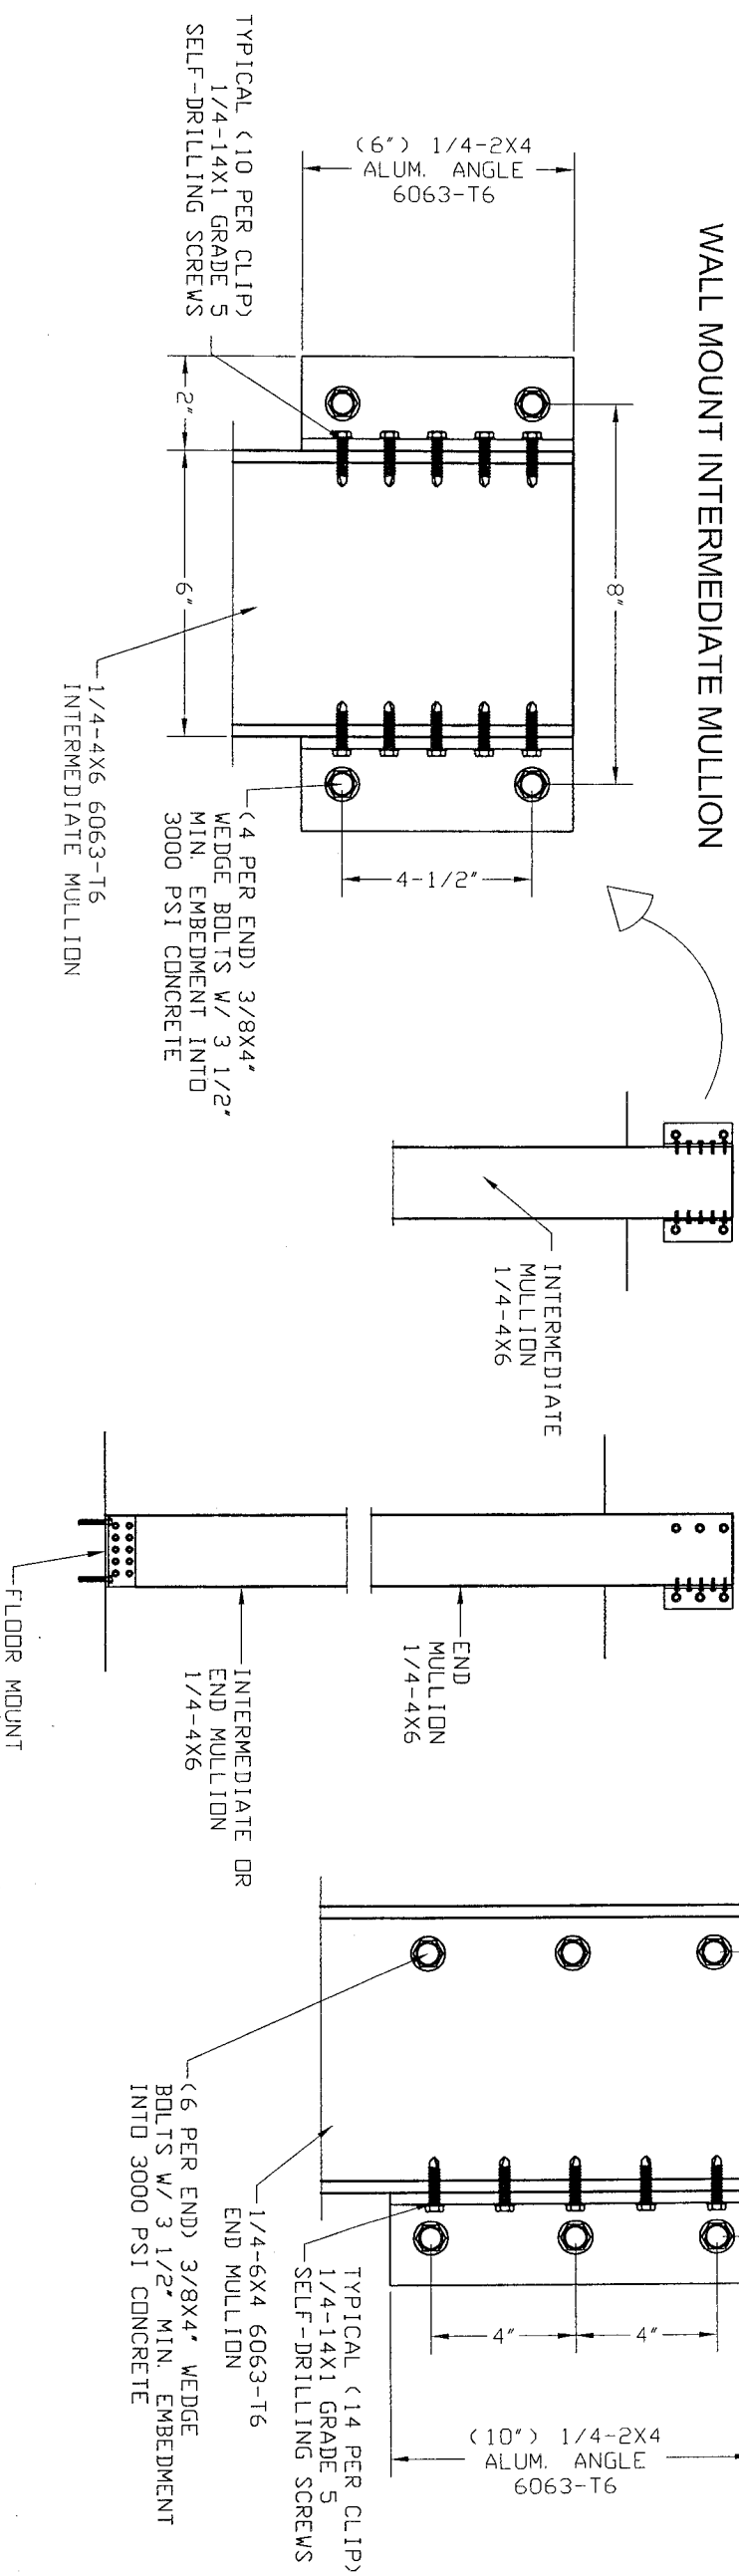 WALL MOUNT INTERMEDIATE MULLION
(6") 1/4-2X4
ALUM. ANGLE
6063-T6
TYPICAL (10 PER CLIP)
1/4-14X1 GRADE 5
SELF-DRILLING SCREWS
2"
6"
8"
4-1/2"
1/4-4X6 6063-T6
INTERMEDIATE MULLION
(4 PER END) 3/8X4"
WEDGE BOLTS W/ 3 1/2"
MIN. EMBEDMENT INTO
3000 PSI CONCRETE
INTERMEDIATE
MULLION
1/4-4X6
END
MULLION
1/4-4X6
INTERMEDIATE OR
END MULLION
1/4-4X6
FLOOR MOUNT
(6 PER END) 3/8X4" WEDGE
BOLTS W/ 3 1/2" MIN. EMBEDMENT
INTO 3000 PSI CONCRETE
1/4-6X4 6063-T6
END MULLION
TYPICAL (14 PER CLIP)
1/4-14X1 GRADE 5
SELF-DRILLING SCREWS
4"
4"
(10") 1/4-2X4
ALUM. ANGLE
6063-T6